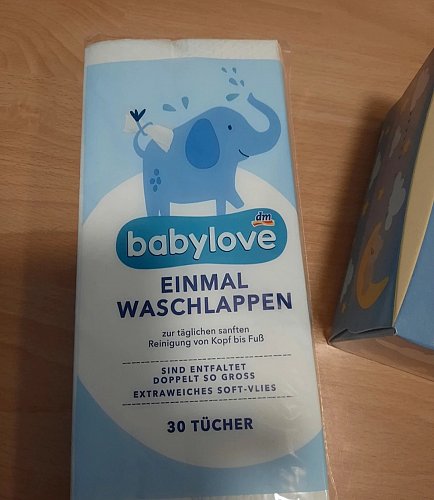 dm
babylove
EINMAL
WASCHLAPPEN
zur täglichen sanften
Reinigung von Kopf bis Fuß
SIND ENTFALTET
DOPPELT SO GROSS
EXTRAWEICHES SOFT-VLIES
30 TÜCHER